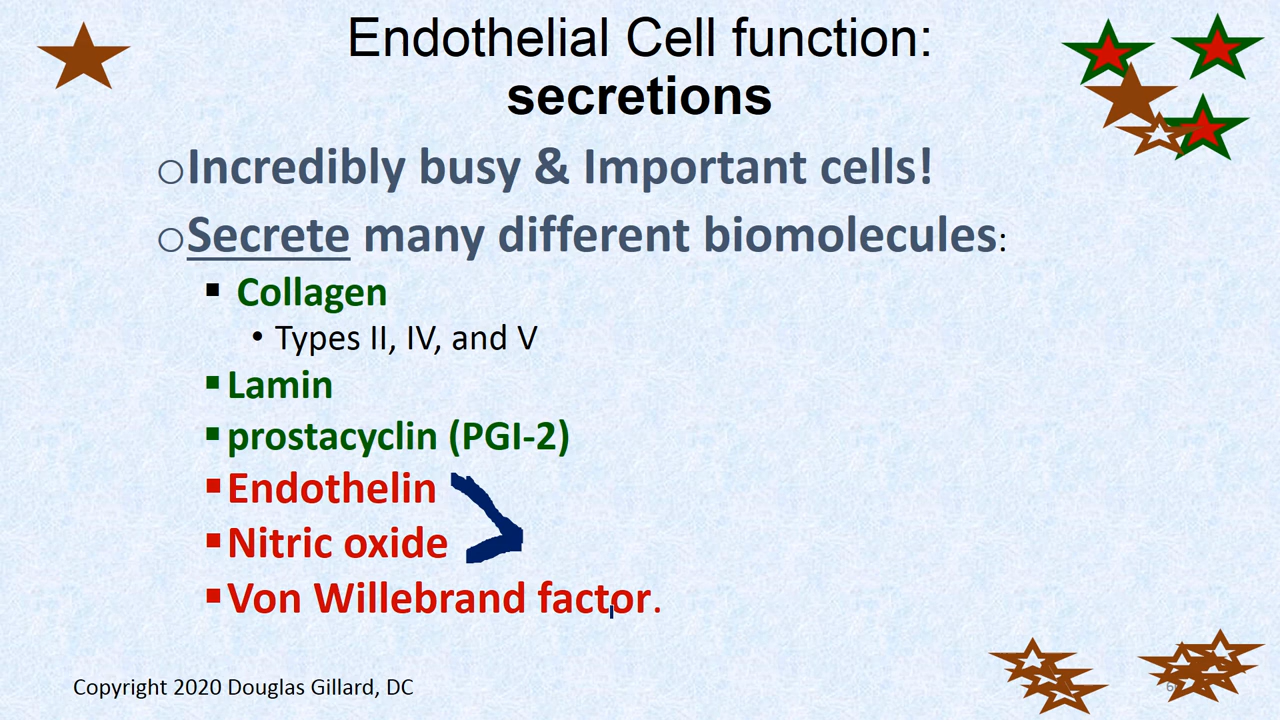 Endothelial Cell function:
secretions
Incredibly busy & Important cells!
Secrete many different biomolecules:
Collagen
Types II, IV, and V
Lamin
prostacyclin (PGI-2)
Endothelin
Nitric oxide
Von Willebrand factor.
Copyright 2020 Douglas Gillard, DC